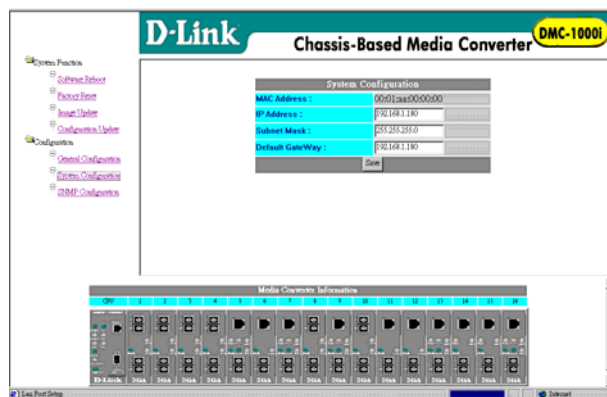 D-Link
DMC-1000i
Chassis-Based Media Converter
System Function
Software Reboot
Factory Reset
Image Update
Configuration Update
Configuration
General Configuration
System Configuration
SNMP Configuration
System Configuration
MAC Address :
IP Address : 192.168.1.180
Subnet Mask : 255.255.255.0
Default GateWay : 192.168.1.180
Save
Media Converter Information
CPU 1 2 3 4 5 6 7 8 9 10 11 12 13 14 15 16
D-Link
Lan Port Setup
Internet